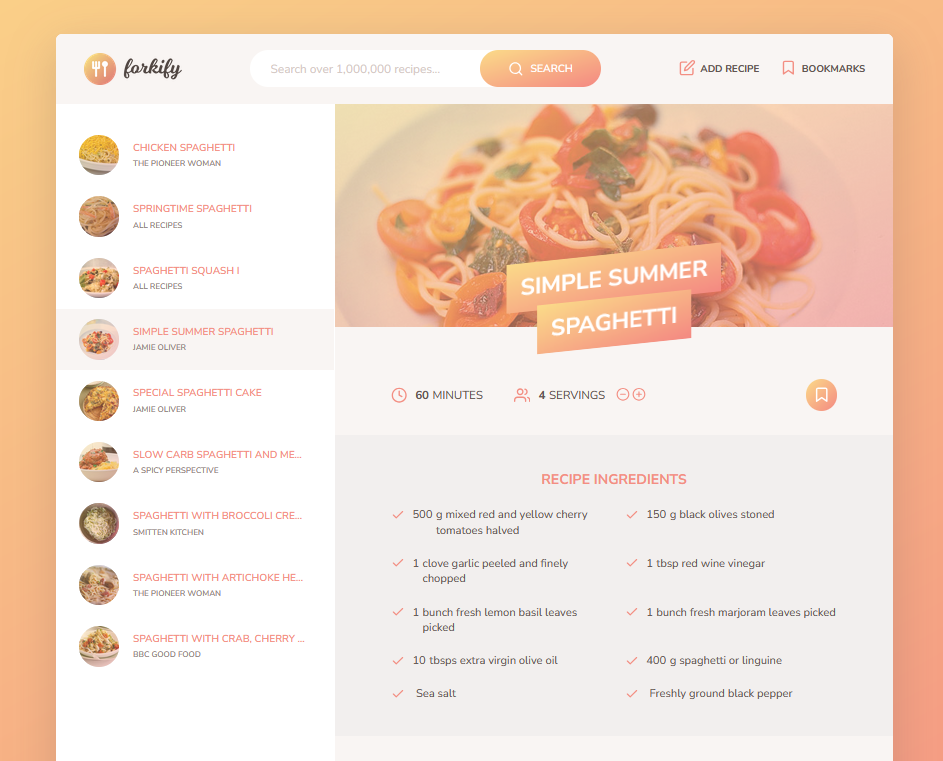 forkify
Search over 1,000,000 recipes...
SEARCH
ADD RECIPE
BOOKMARKS
CHICKEN SPAGHETTI
THE PIONEER WOMAN
SPRINGTIME SPAGHETTI
ALL RECIPES
SPAGHETTI SQUASH I
ALL RECIPES
SIMPLE SUMMER SPAGHETTI
JAMIE OLIVER
SPECIAL SPAGHETTI CAKE
JAMIE OLIVER
SLOW CARB SPAGHETTI AND ME...
A SPICY PERSPECTIVE
SPAGHETTI WITH BROCCOLI CRE...
SMITTEN KITCHEN
SPAGHETTI WITH ARTICHOKE HE...
THE PIONEER WOMAN
SPAGHETTI WITH CRAB, CHERRY ...
BBC GOOD FOOD
SIMPLE SUMMER
SPAGHETTI
60 MINUTES
4 SERVINGS
RECIPE INGREDIENTS
500 g mixed red and yellow cherry
tomatoes halved
150 g black olives stoned
1 clove garlic peeled and finely
chopped
1 tbsp red wine vinegar
1 bunch fresh lemon basil leaves
picked
1 bunch fresh marjoram leaves picked
10 tbsps extra virgin olive oil
400 g spaghetti or linguine
Sea salt
Freshly ground black pepper